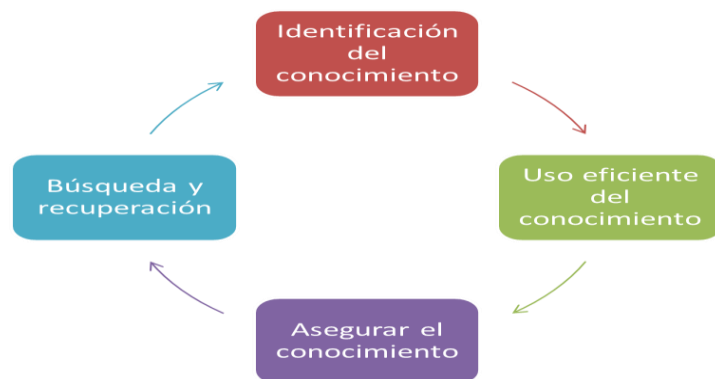 Identificación
del
conocimiento
Uso eficiente
del
conocimiento
Asegurar el
conocimiento
Búsqueda y
recuperación